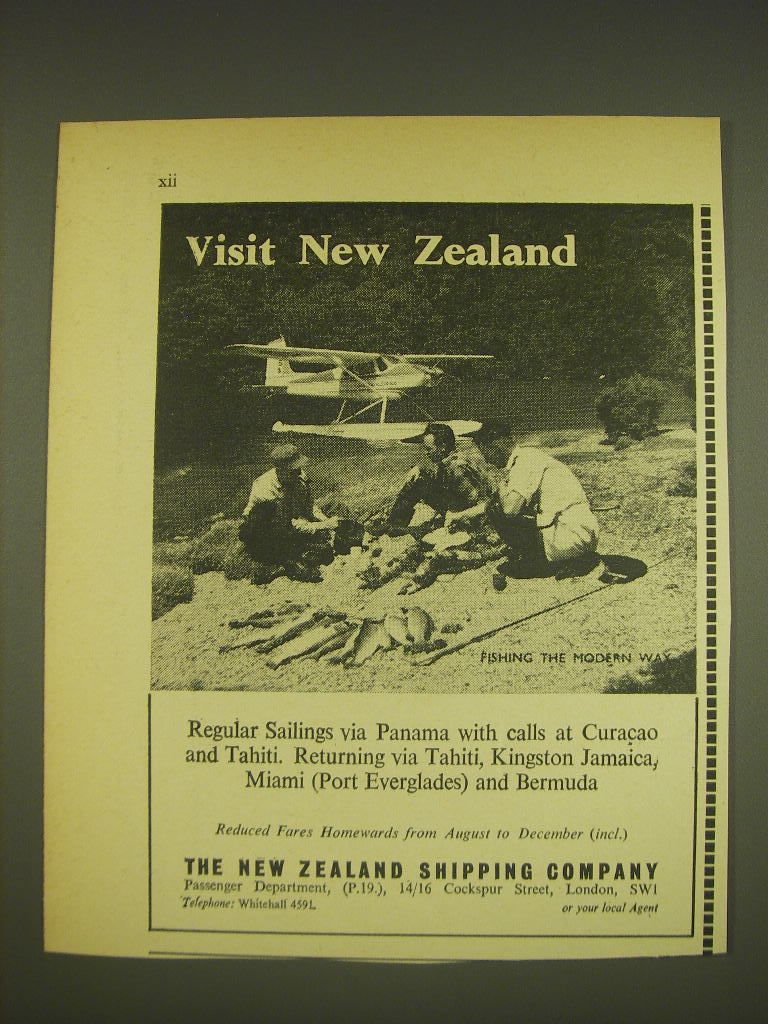 xii
Visit New Zealand
FISHING THE MODERN WAY
Regular Sailings via Panama with calls at Curaçao
and Tahiti. Returning via Tahiti, Kingston Jamaica,
Miami (Port Everglades) and Bermuda
Reduced Fares Homewards from August to December (incl.)
THE NEW ZEALAND SHIPPING COMPANY
Passenger Department, (P.19.), 14/16 Cockspur Street, London, SW1
Telephone: Whitehall 4591.
or your local Agent